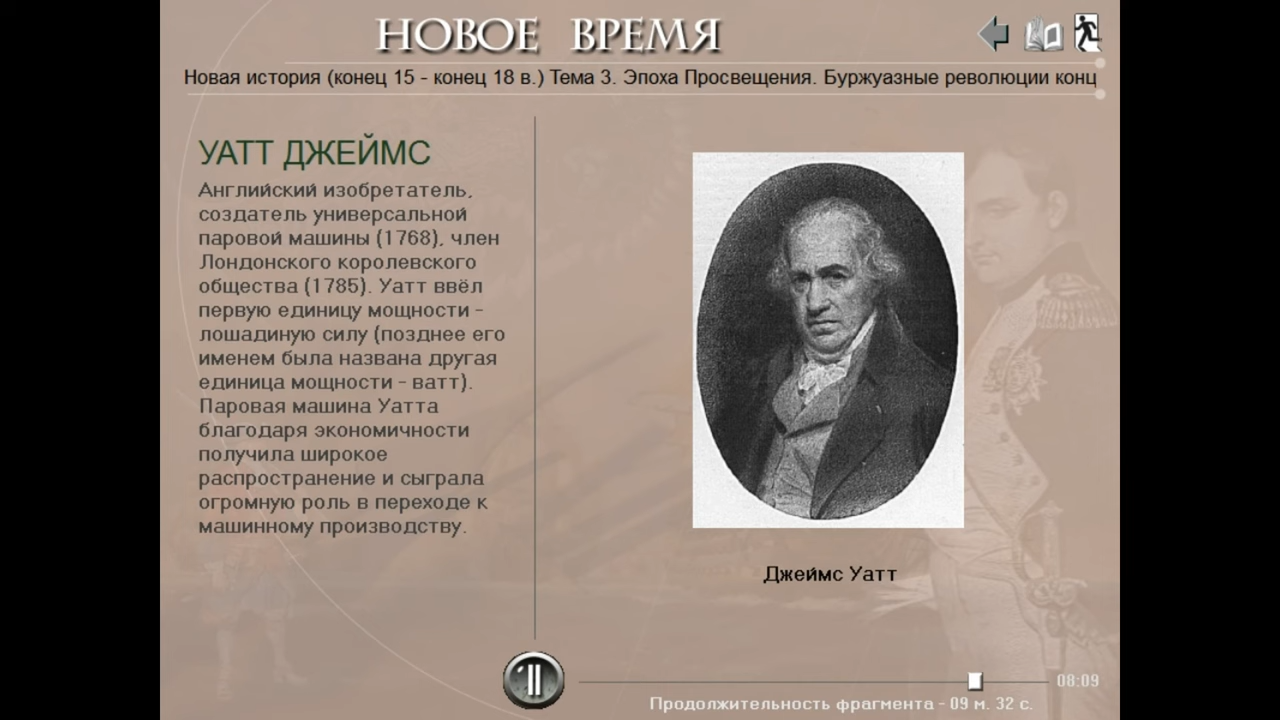 НОВОЕ ВРЕМЯ
Новая история (конец 15 - конец 18 в.) Тема 3. Эпоха Просвещения. Буржуазные революции конц
УАТТ ДЖЕЙМС
Английский изобретатель,
создатель универсальной
паровой машины (1768), член
Лондонского королевского
общества (1785). Уатт ввёл
первую единицу мощности -
лошадиную силу (позднее его
именем была названа другая
единица мощности - ватт).
Паровая машина Уатта
благодаря экономичности
получила широкое
распространение и сыграла
огромную роль в переходе к
машинному производству.
Джеймс Уатт
08:09
Продолжительность фрагмента - 09 м. 32 с.